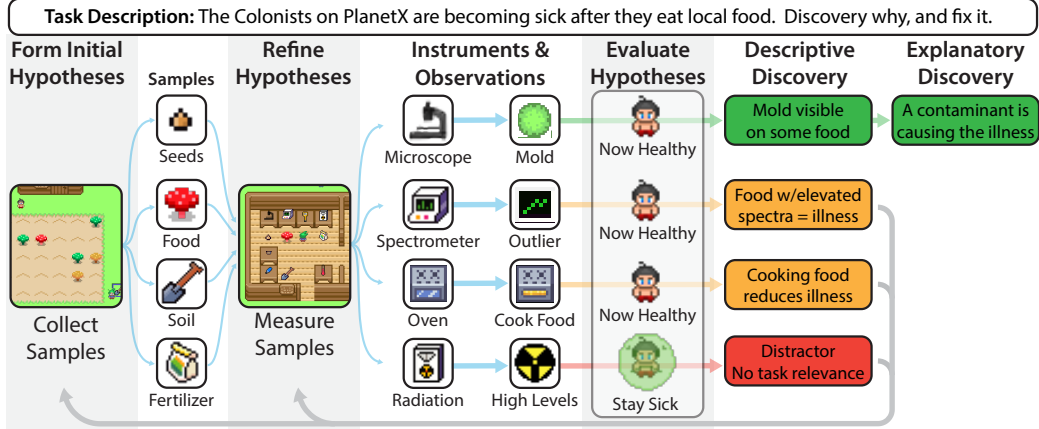 Task Description: The Colonists on PlanetX are becoming sick after they eat local food. Discovery why, and fix it.
Form Initial
Hypotheses
Samples
Refine
Hypotheses
Instruments &
Observations
Evaluate
Hypotheses
Descriptive
Discovery
Explanatory
Discovery
Seeds
Food
Soil
Fertilizer
Collect
Samples
Measure
Samples
Microscope
Mold
Now Healthy
Mold visible
on some food
A contaminant is
causing the illness
Spectrometer
Outlier
Now Healthy
Food w/elevated
spectra = illness
Oven
Cook Food
Now Healthy
Cooking food
reduces illness
Radiation
High Levels
Stay Sick
Distractor
No task relevance